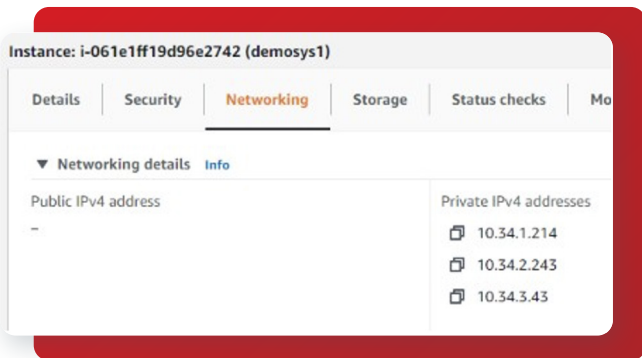 Instance: i-061e1ff19d96e2742 (demosys1)
Details Security Networking Storage Status checks Mo
▼ Networking details Info
Public IPv4 address Private IPv4 addresses
– 10.34.1.214
10.34.2.243
10.34.3.43